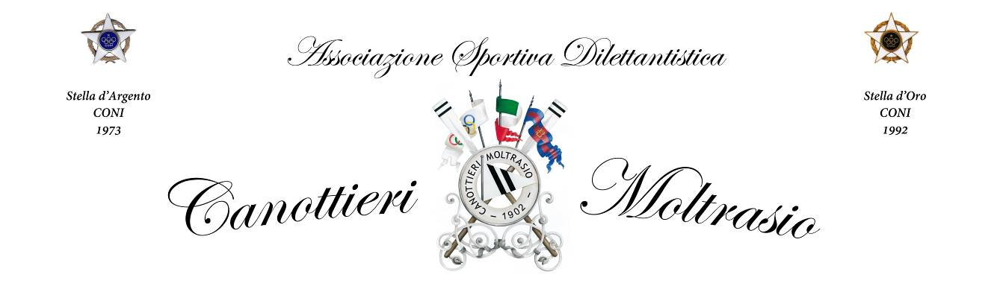 Associazione Sportiva Dilettantistica
Stella d'Argento
CONI
1973
Stella d'Oro
CONI
1992
Canottieri Moltrasio
CANOTTIERI MOLTRASIO
– 1902 –